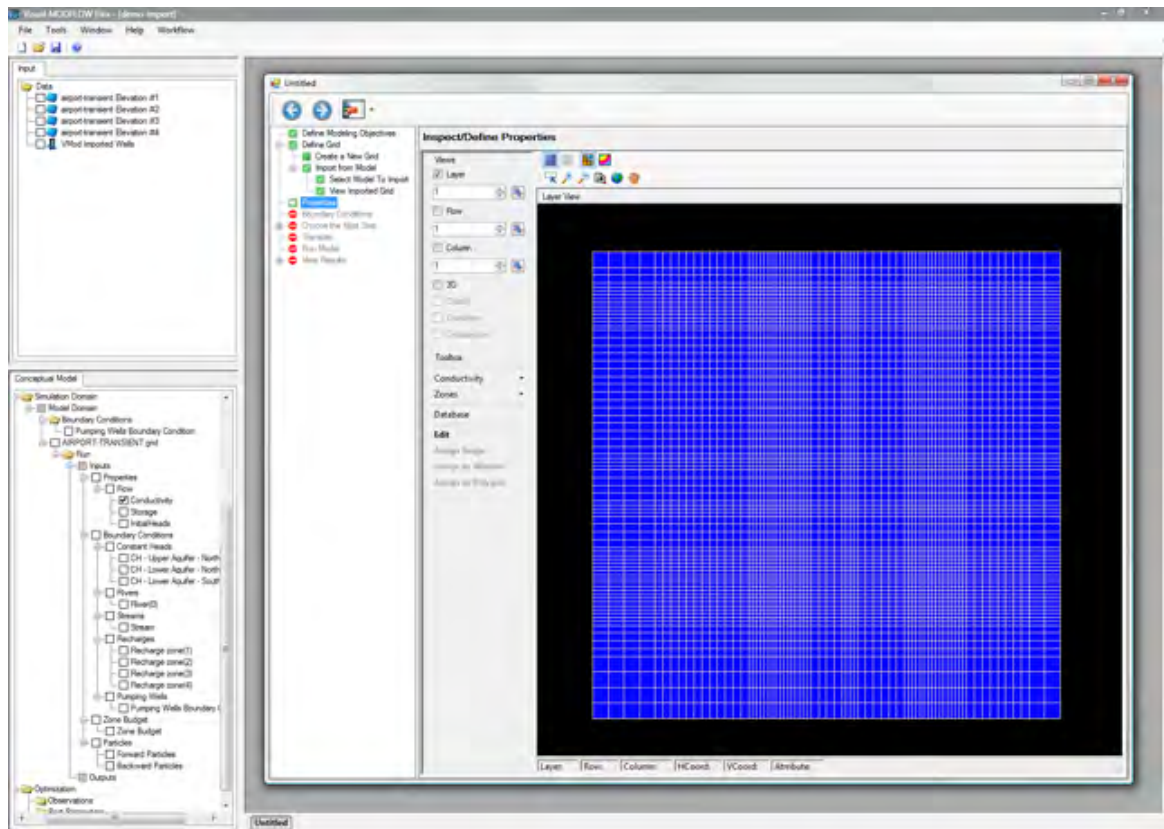 Visual MODFLOW Flex - [demo import]
File Tools Window Help Workflow
Input
Data
airport-transient Elevation #1
airport-transient Elevation #2
airport-transient Elevation #3
airport-transient Elevation #4
VMod Imported Wells
Conceptual Model
Simulation Domain
Model Domain
Boundary Conditions
Pumping Wells Boundary Condition
AIRPORT-TRANSIENT grid
Run
Inputs
Properties
Flow
Conductivity
Storage
InitialHeads
Boundary Conditions
Constant Heads
CH - Upper Aquifer - North
CH - Lower Aquifer - North
CH - Lower Aquifer - South
Rivers
River(0)
Streams
Stream
Recharges
Recharge zone(1)
Recharge zone(2)
Recharge zone(3)
Recharge zone(4)
Pumping Wells
Pumping Wells Boundary
Zone Budget
Zone Budget
Particles
Forward Particles
Backward Particles
Outputs
Optimization
Observations
Untitled
Define Modeling Objectives
Define Grid
Create a New Grid
Import from Model
Select Model To Import
View Imported Grid
Properties
Boundary Conditions
Choose the Next Step
Translate
Run Model
View Results
Inspect/Define Properties
Views
Layer
1
Row
1
Column
1
3D
Toolbox
Conductivity
Zones
Database
Edit
Assign as Polygon
Layer View
Layer: Row: Column: HCoord: VCoord: Attribute:
Untitled